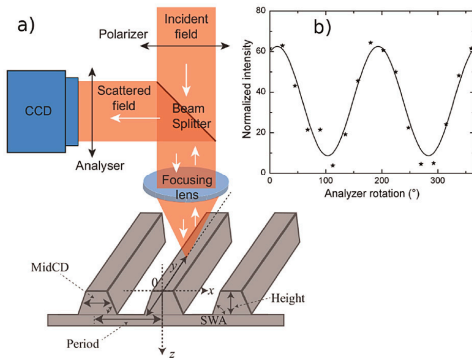 a)
Polarizer
Incident
field
CCD
Scattered
field
Beam
Splitter
Analyser
Focusing
lens
MidCD
0
y
x
Height
SWA
Period
z
b)
Normalized intensity
80
60
40
20
0
0
100
200
300
Analyzer rotation (°)